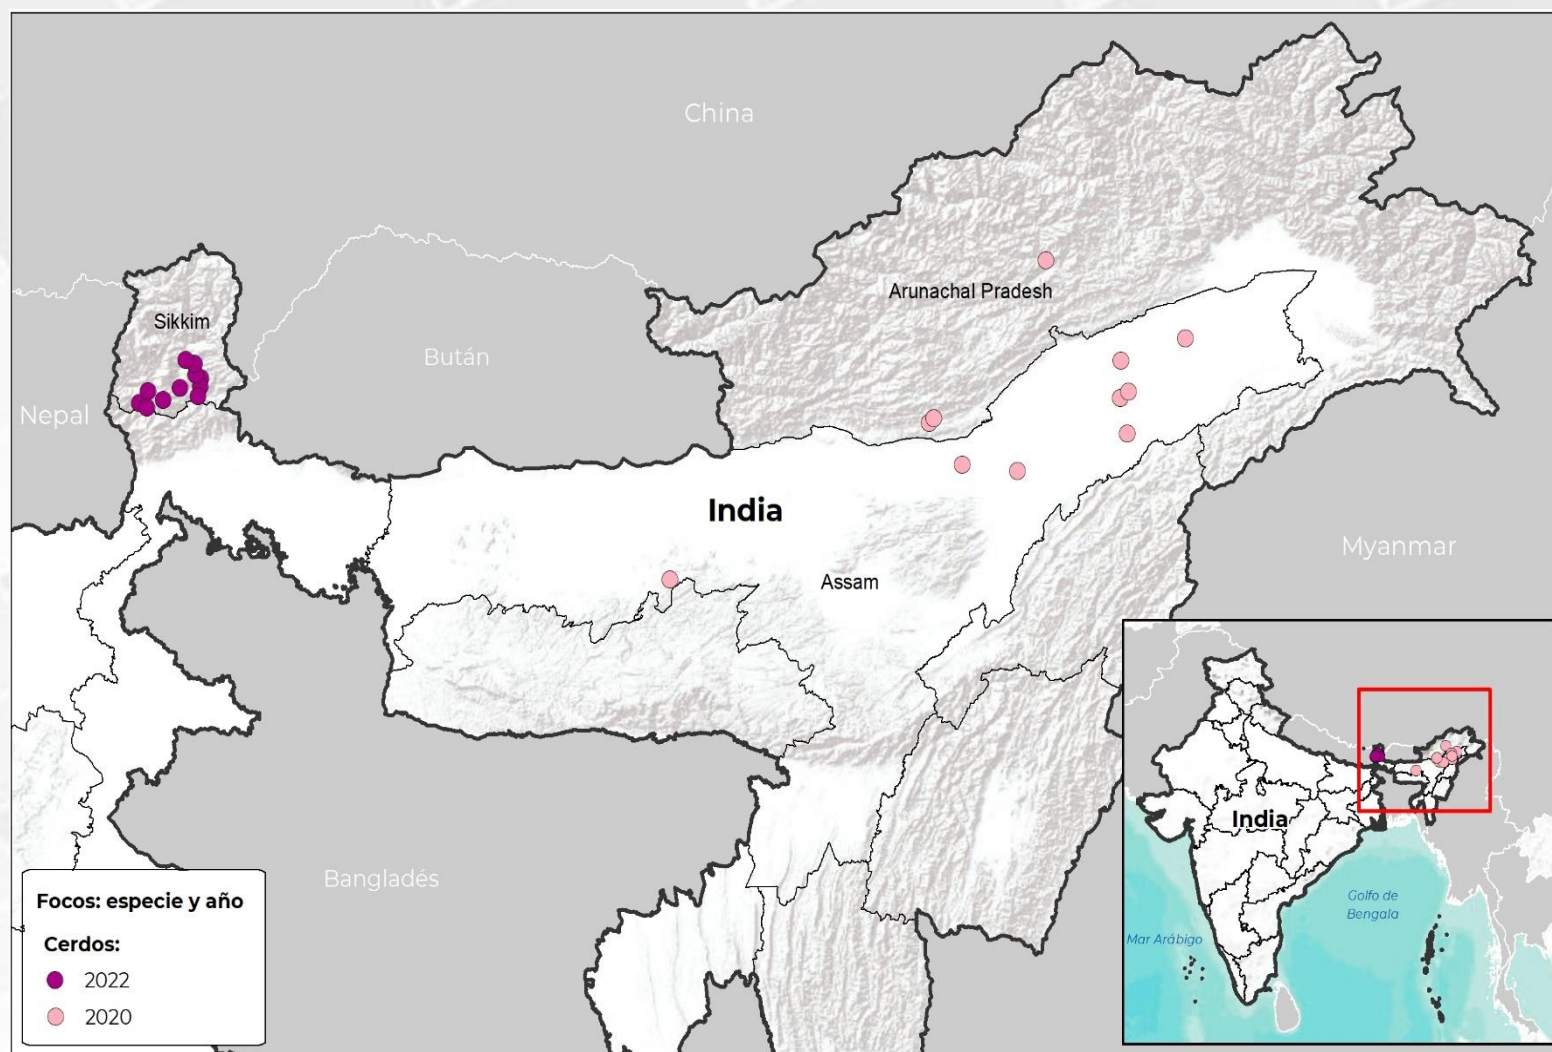 China
Arunachal Pradesh
Sikkim
Bután
Nepal
India
Myanmar
Assam
Bangladés
Focos: especie y año
Cerdos:
2022
2020
India
Golfo de
Bengala
Mar Arábigo